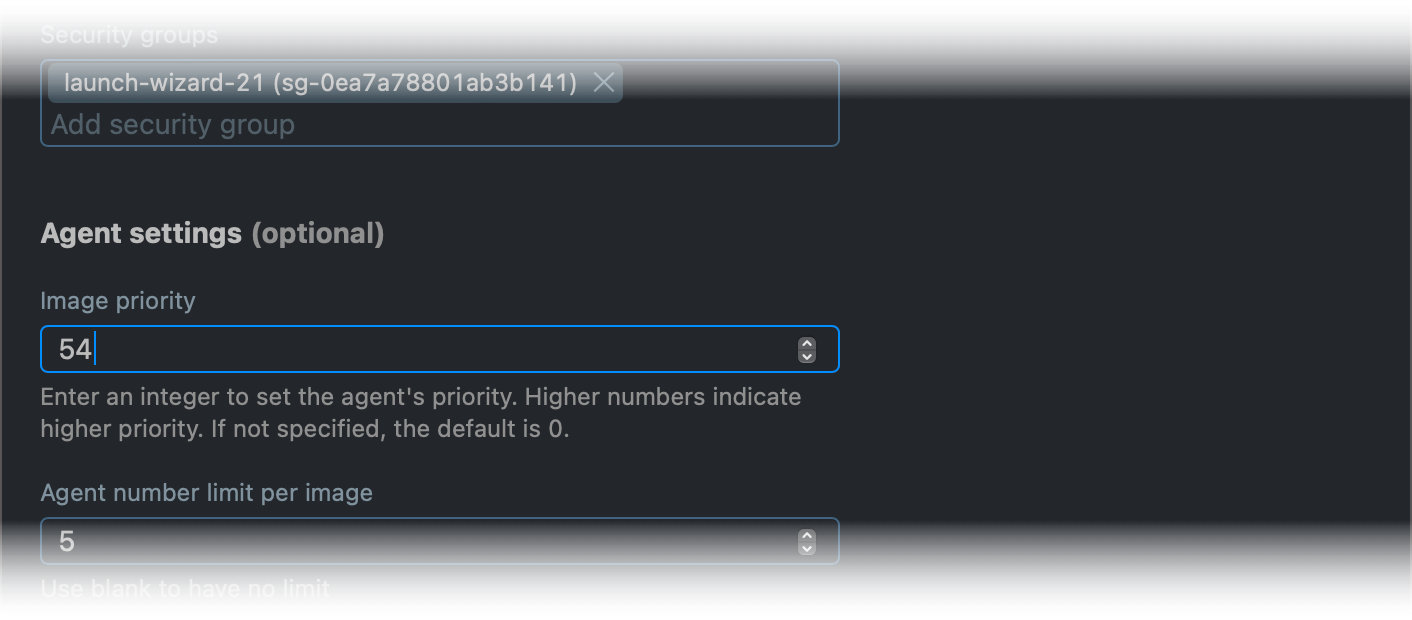 Security groups
launch-wizard-21 (sg-0ea7a78801ab3b141)
Add security group
Agent settings (optional)
Image priority
54
Enter an integer to set the agent's priority. Higher numbers indicate
higher priority. If not specified, the default is 0.
Agent number limit per image
5
Use blank to have no limit